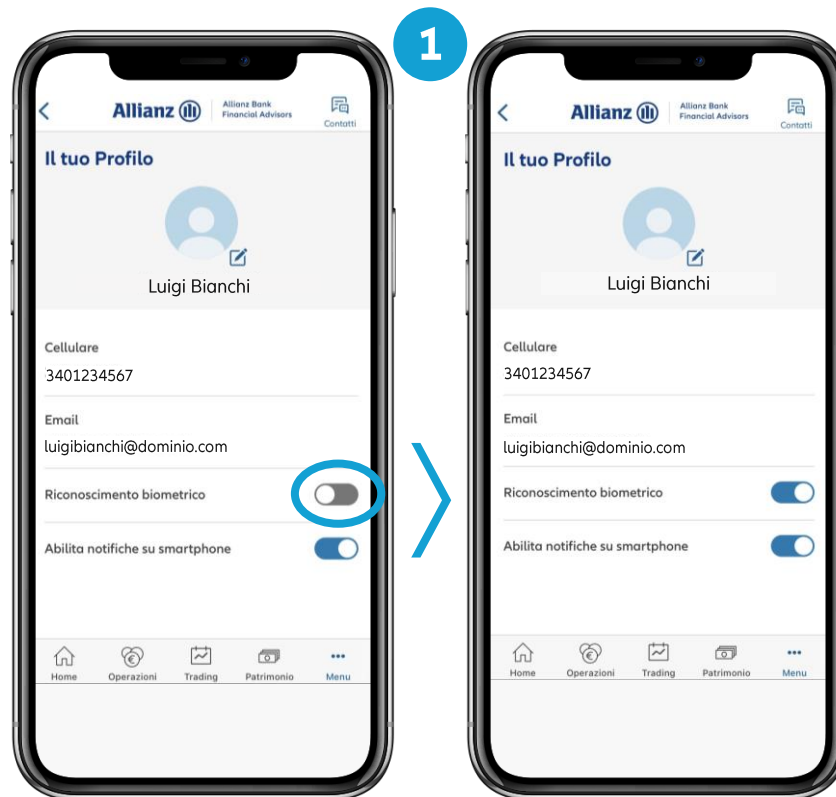 1
Allianz
Allianz Bank
Financial Advisors
Contatti
Il tuo Profilo
Luigi Bianchi
Cellulare
3401234567
Email
luigibianchi@dominio.com
Riconoscimento biometrico
Abilita notifiche su smartphone
Home Operazioni Trading Patrimonio Menu
Allianz
Allianz Bank
Financial Advisors
Contatti
Il tuo Profilo
Luigi Bianchi
Cellulare
3401234567
Email
luigibianchi@dominio.com
Riconoscimento biometrico
Abilita notifiche su smartphone
Home Operazioni Trading Patrimonio Menu